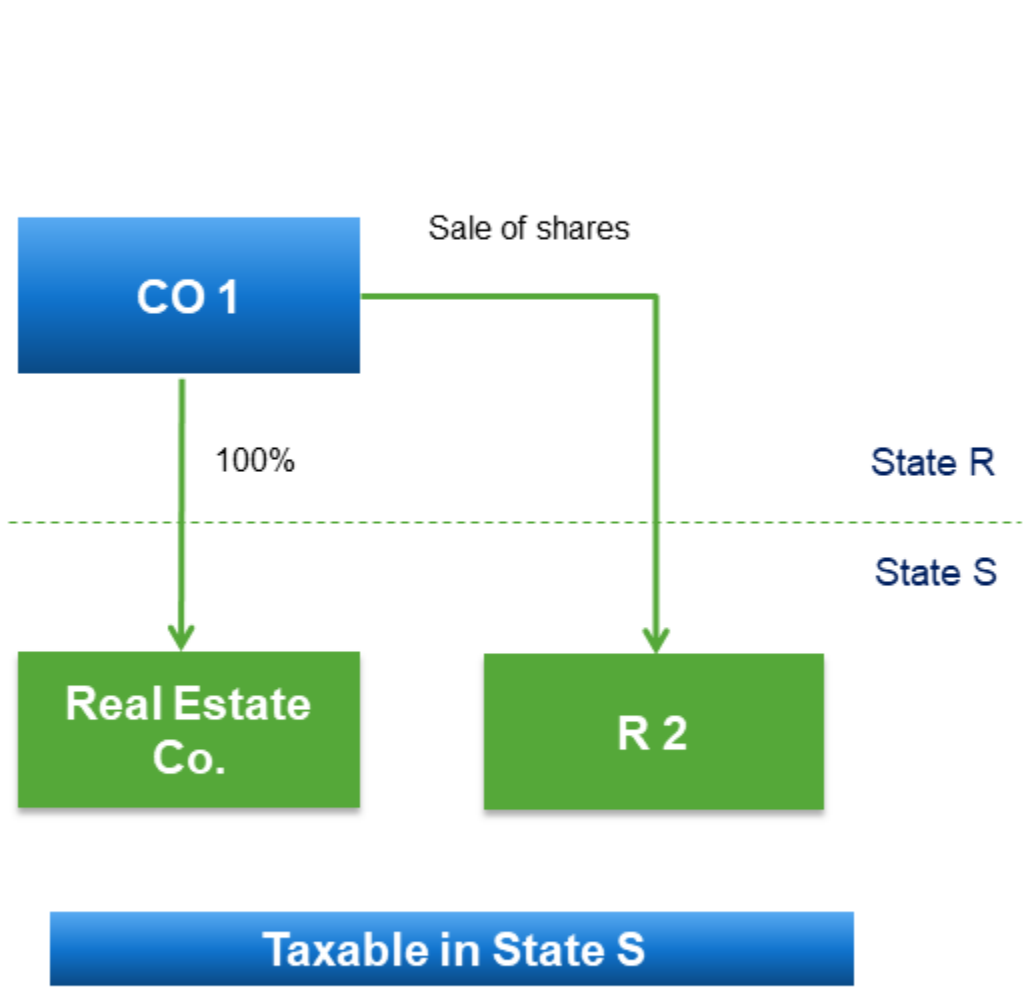 Sale of shares
CO 1
100%
State R
State S
Real Estate
Co.
R 2
Taxable in State S